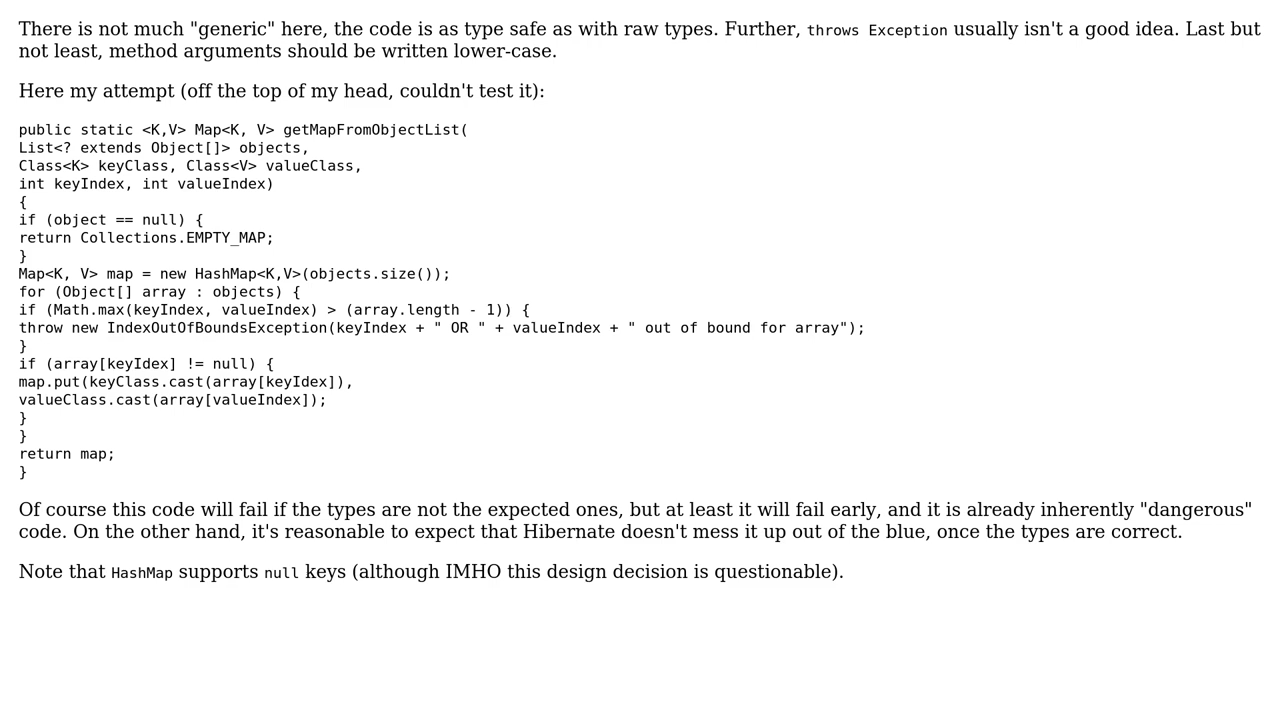 There is not much "generic" here, the code is as type safe as with raw types. Further, throws Exception usually isn't a good idea. Last but
not least, method arguments should be written lower-case.
Here my attempt (off the top of my head, couldn't test it):
public static <K,V> Map<K, V> getMapFromObjectList(
List<? extends Object[]> objects,
Class<K> keyClass, Class<V> valueClass,
int keyIndex, int valueIndex)
{
if (object == null) {
return Collections.EMPTY_MAP;
}
Map<K, V> map = new HashMap<K,V>(objects.size());
for (Object[] array : objects) {
if (Math.max(keyIndex, valueIndex) > (array.length - 1)) {
throw new IndexOutOfBoundsException(keyIndex + " OR " + valueIndex + " out of bound for array");
}
if (array[keyIdex] != null) {
map.put(keyClass.cast(array[keyIdex]),
valueClass.cast(array[valueIndex]);
}
}
return map;
}
Of course this code will fail if the types are not the expected ones, but at least it will fail early, and it is already inherently "dangerous"
code. On the other hand, it's reasonable to expect that Hibernate doesn't mess it up out of the blue, once the types are correct.
Note that HashMap supports null keys (although IMHO this design decision is questionable).